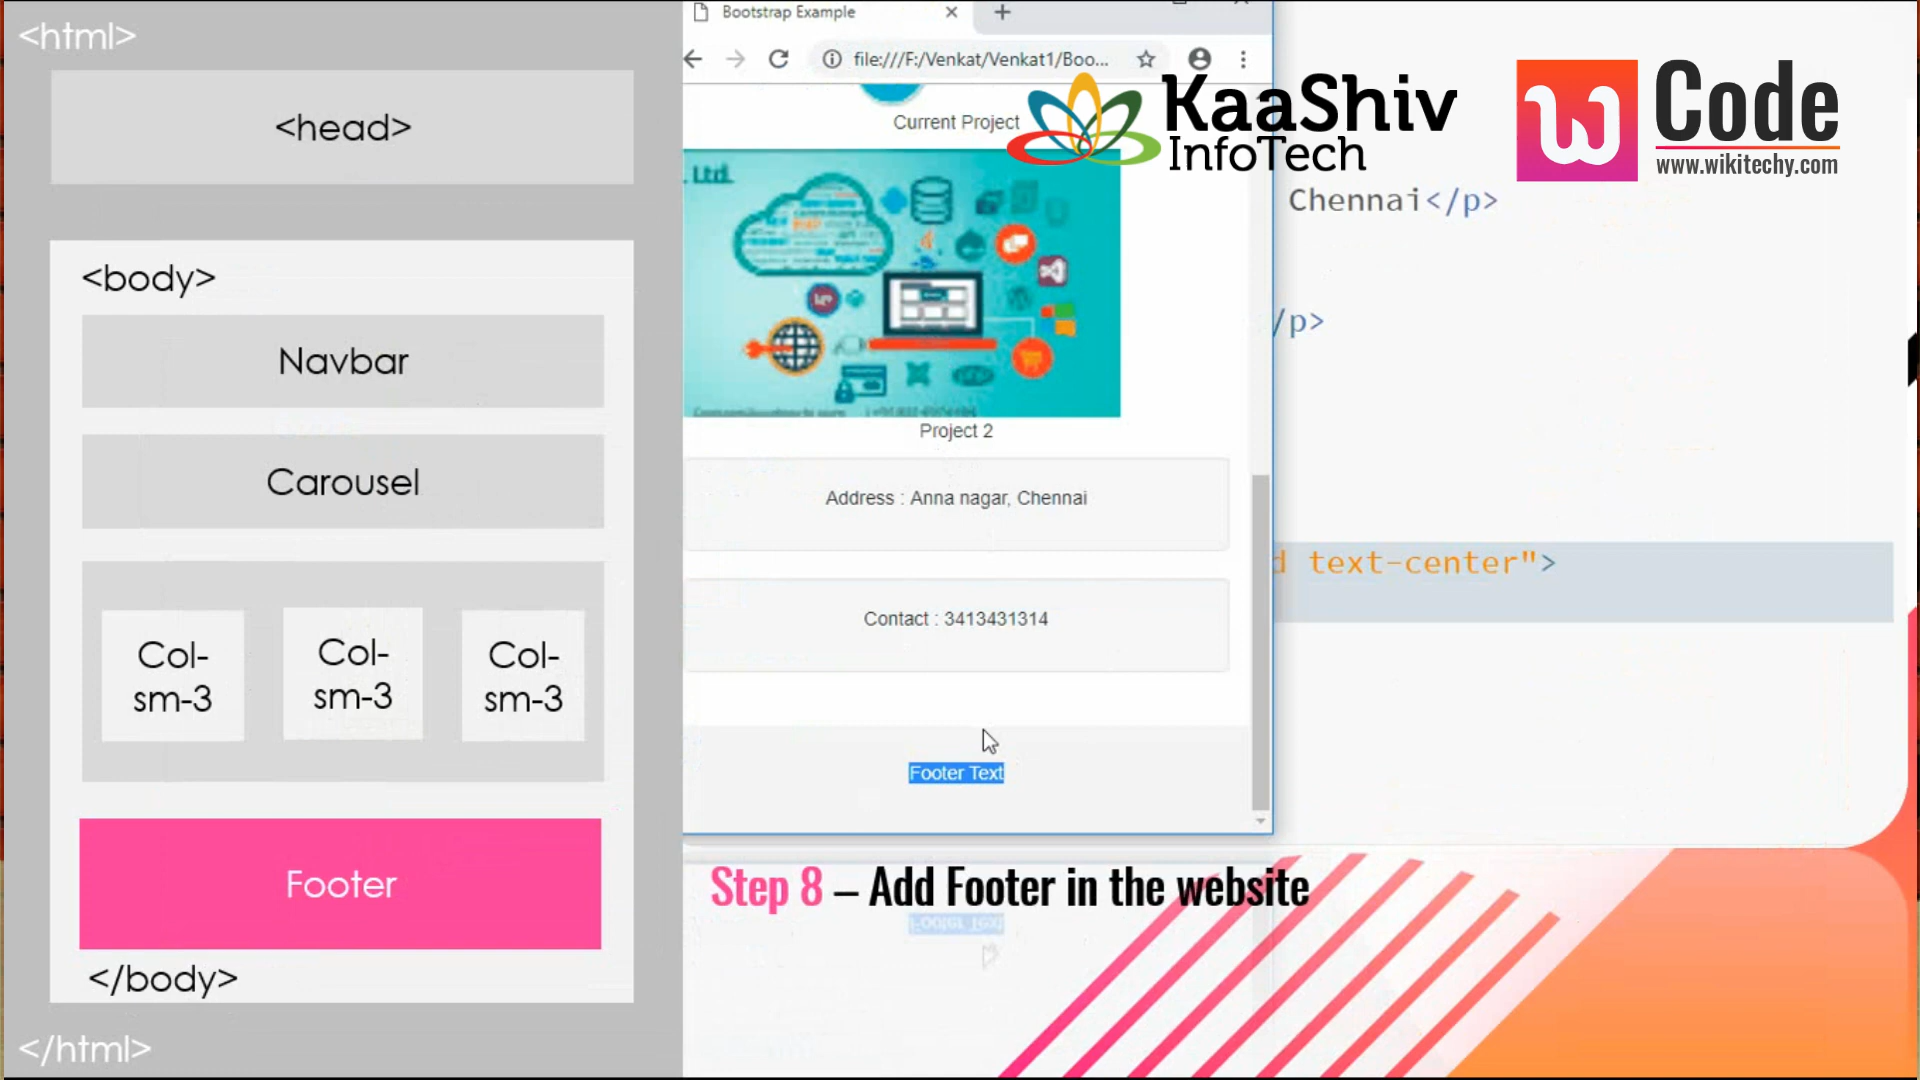 <html>
<head>
<body>
Navbar
Carousel
Col-
sm-3
Col-
sm-3
Col-
sm-3
Footer
</body>
</html>
Bootstrap Example
file:///F:/Venkat/Venkat1/Boo...
Current Project
Ltd.
Project 2
Address : Anna nagar, Chennai
Contact : 3413431314
Footer Text
KaaShiv
InfoTech
w Code
www.wikitechy.com
Chennai</p>
/p>
d text-center">
Step 8 – Add Footer in the website